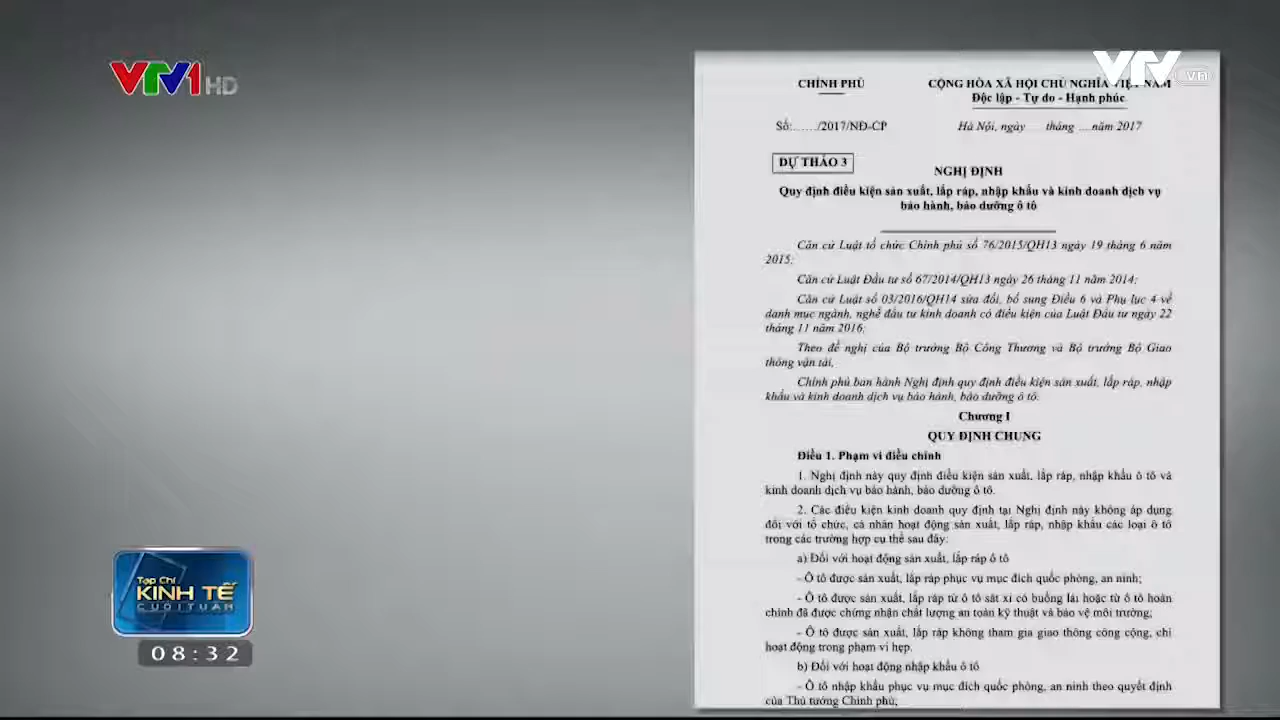 VTV1 HD
VTV.vn
CHÍNH PHỦ
CỘNG HÒA XÃ HỘI CHỦ NGHĨA VIỆT NAM
Độc lập - Tự do - Hạnh phúc
Số:....../2017/NĐ-CP
Hà Nội, ngày tháng ...năm 2017
DỰ THẢO 3
NGHỊ ĐỊNH
Quy định điều kiện sản xuất, lắp ráp, nhập khẩu và kinh doanh dịch vụ
bảo hành, bảo dưỡng ô tô
Căn cứ Luật tổ chức Chính phủ số 76/2015/QH13 ngày 19 tháng 6 năm
2015;
Căn cứ Luật Đầu tư số 67/2014/QH13 ngày 26 tháng 11 năm 2014;
Căn cứ Luật số 03/2016/QH14 sửa đổi, bổ sung Điều 6 và Phụ lục 4 về
danh mục ngành, nghề đầu tư kinh doanh có điều kiện của Luật Đầu tư ngày 22
tháng 11 năm 2016;
Theo đề nghị của Bộ trưởng Bộ Công Thương và Bộ trưởng Bộ Giao
thông vận tải,
Chính phủ ban hành Nghị định quy định điều kiện sản xuất, lắp ráp, nhập
khẩu và kinh doanh dịch vụ bảo hành, bảo dưỡng ô tô.
Chương I
QUY ĐỊNH CHUNG
Điều 1. Phạm vi điều chỉnh
1. Nghị định này quy định điều kiện sản xuất, lắp ráp, nhập khẩu ô tô và
kinh doanh dịch vụ bảo hành, bảo dưỡng ô tô.
2. Các điều kiện kinh doanh quy định tại Nghị định này không áp dụng
đối với tổ chức, cá nhân hoạt động sản xuất, lắp ráp, nhập khẩu các loại ô tô
trong các trường hợp cụ thể sau đây:
a) Đối với hoạt động sản xuất, lắp ráp ô tô
- Ô tô được sản xuất, lắp ráp phục vụ mục đích quốc phòng, an ninh;
- Ô tô được sản xuất, lắp ráp từ ô tô sát xi có buồng lái hoặc từ ô tô hoàn
chỉnh đã được chứng nhận chất lượng an toàn kỹ thuật và bảo vệ môi trường;
- Ô tô được sản xuất, lắp ráp không tham gia giao thông công cộng, chỉ
hoạt động trong phạm vi hẹp.
b) Đối với hoạt động nhập khẩu ô tô
- Ô tô nhập khẩu phục vụ mục đích quốc phòng, an ninh theo quyết định
của Thủ tướng Chính phủ;
Tạp Chí
KINH TẾ
CUỐI TUẦN
08:32